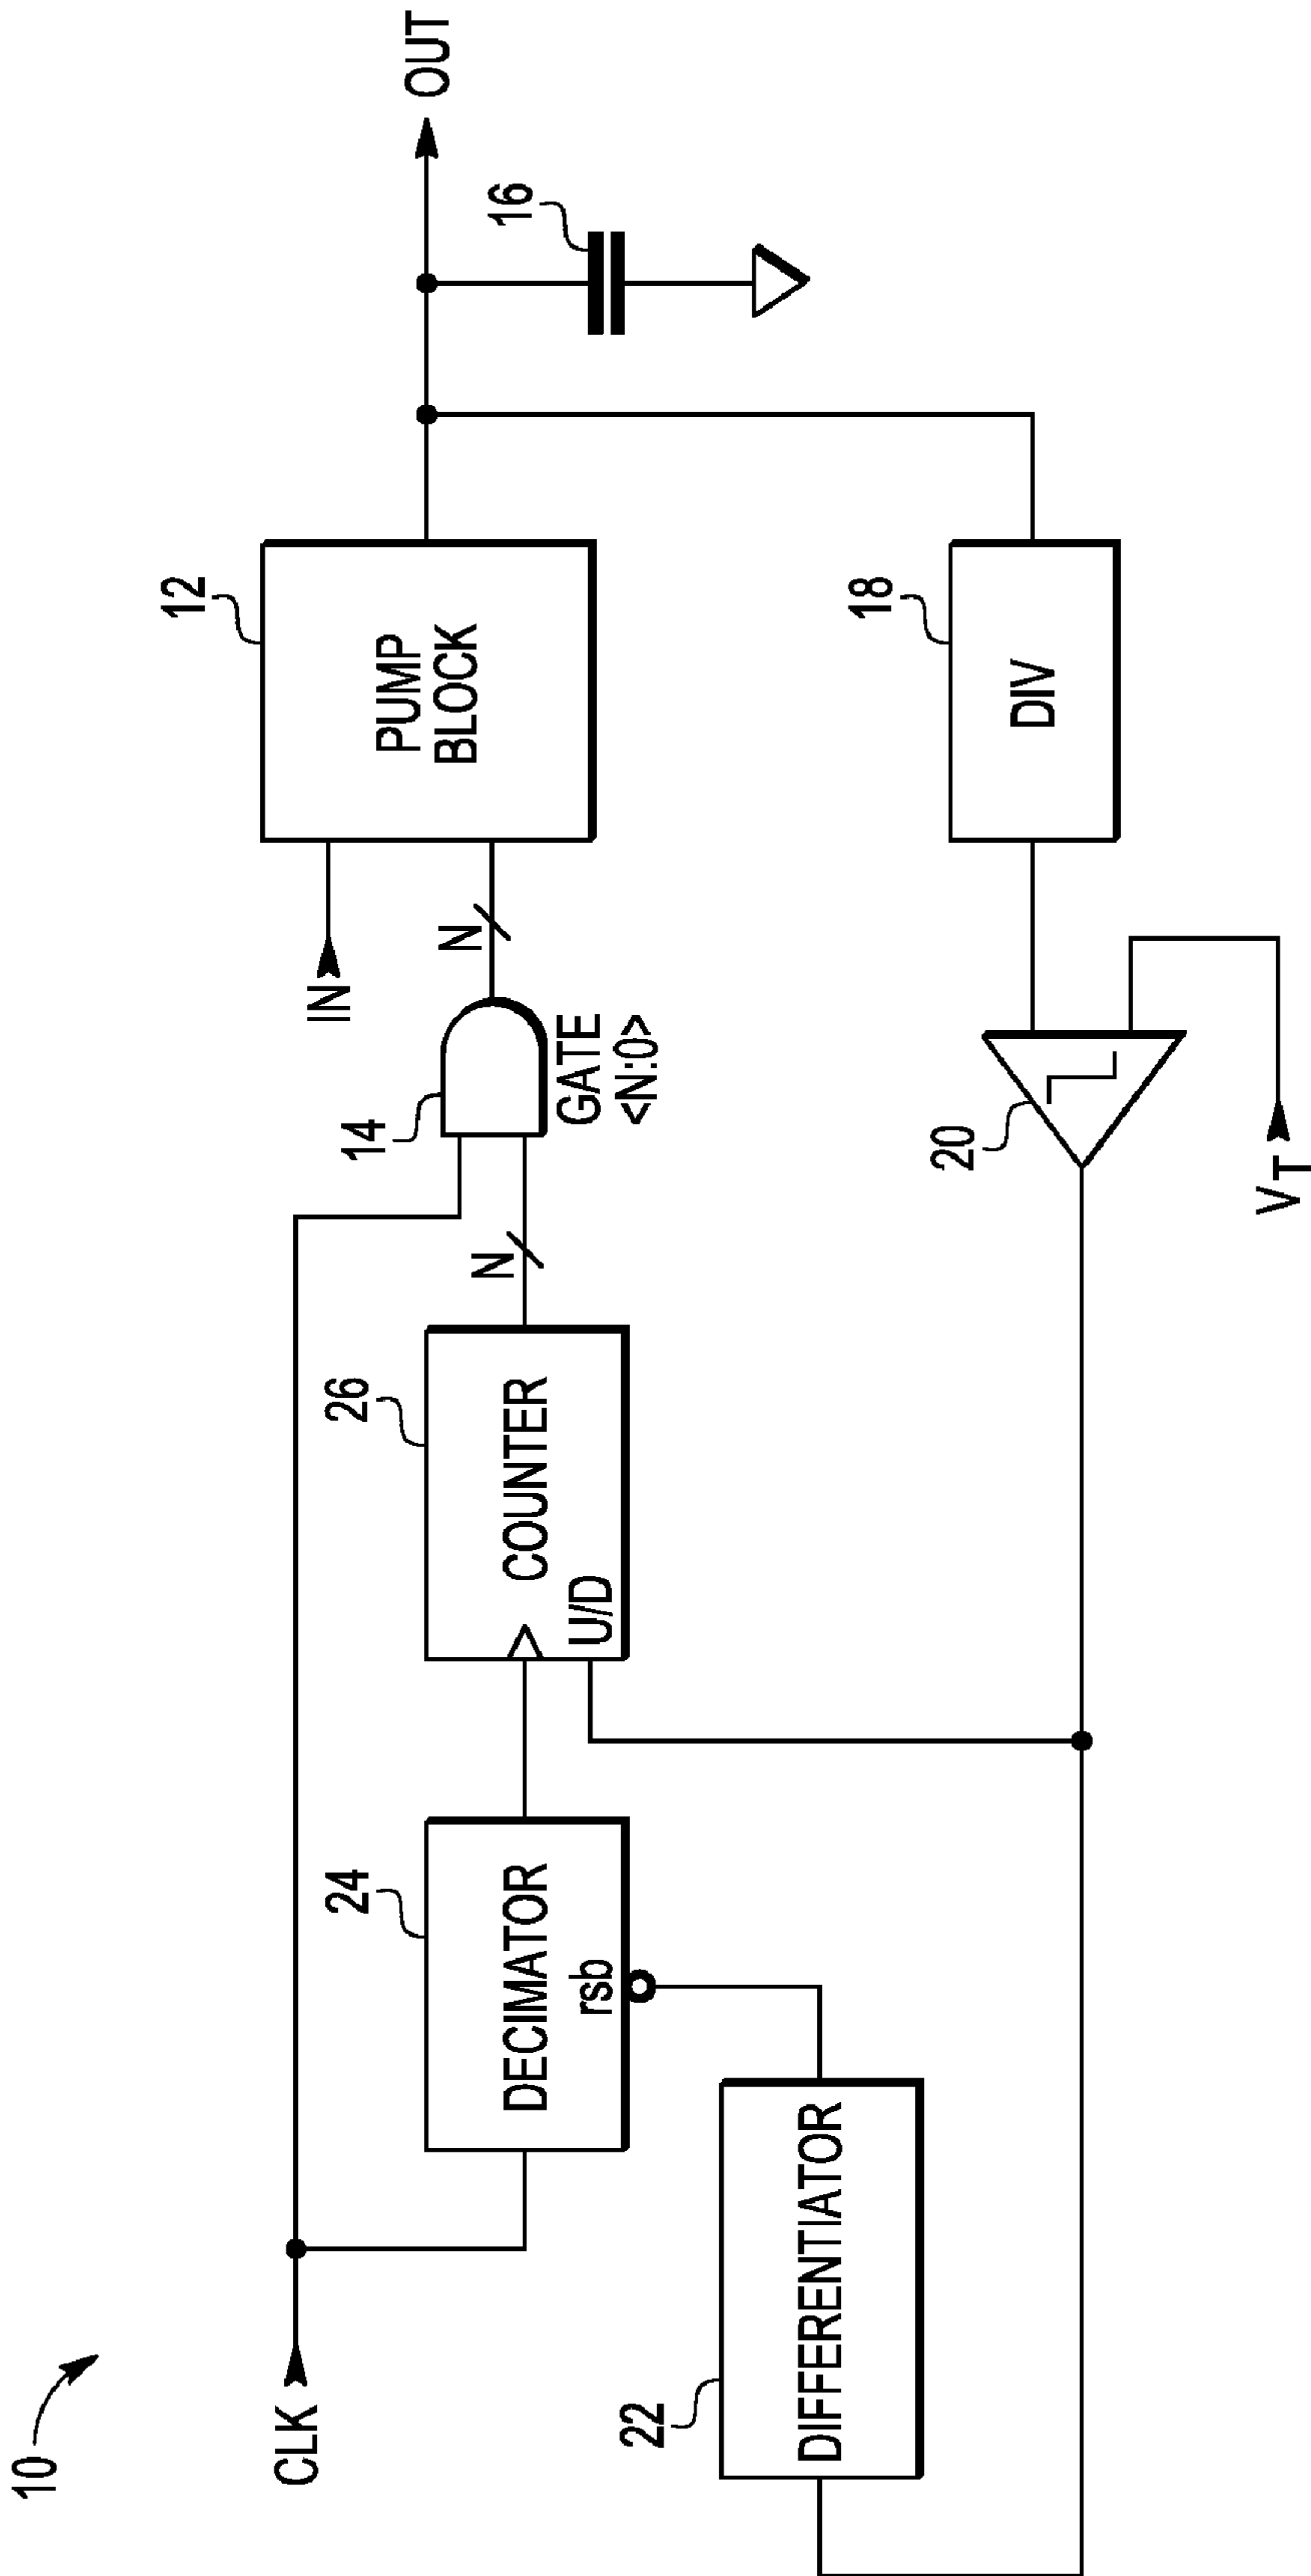 10
CLK
IN
OUT
12
PUMP
BLOCK
14
GATE
<N:0>
N
N
16
24
DECIMATOR
rsb
26
COUNTER
U/D
22
DIFFERENTIATOR
20
18
DIV
VT